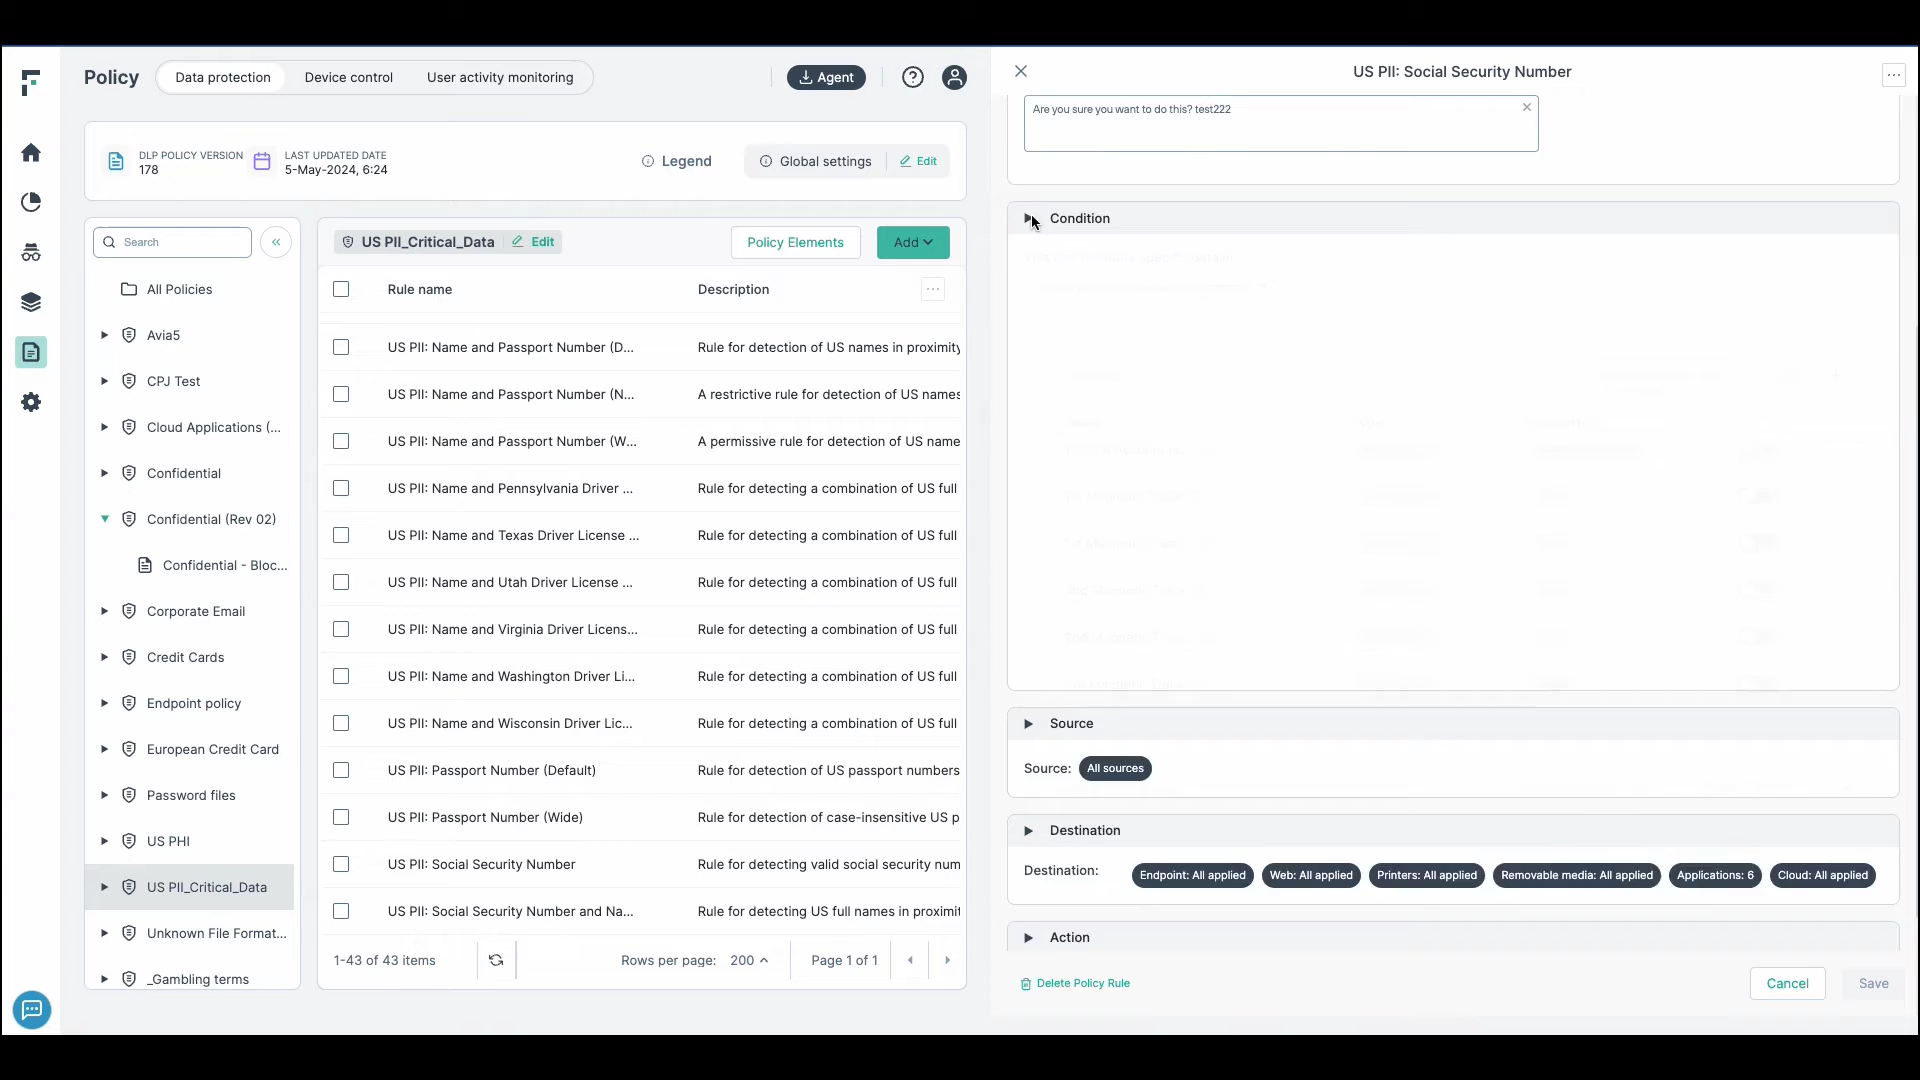 Policy
Data protection
Device control
User activity monitoring
Agent
DLP POLICY VERSION
178
LAST UPDATED DATE
5-May-2024, 6:24
Legend
Global settings
Edit
Search
All Policies
Avia5
CPJ Test
Cloud Applications (...
Confidential
Confidential (Rev 02)
Confidential - Bloc...
Corporate Email
Credit Cards
Endpoint policy
European Credit Card
Password files
US PHI
US PII_Critical_Data
Unknown File Format...
_Gambling terms
US PII_Critical_Data
Edit
Policy Elements
Add
Rule name Description
US PII: Name and Passport Number (D... Rule for detection of US names in proximity
US PII: Name and Passport Number (N... A restrictive rule for detection of US names
US PII: Name and Passport Number (W... A permissive rule for detection of US name
US PII: Name and Pennsylvania Driver ... Rule for detecting a combination of US full
US PII: Name and Texas Driver License ... Rule for detecting a combination of US full
US PII: Name and Utah Driver License ... Rule for detecting a combination of US full
US PII: Name and Virginia Driver Licens... Rule for detecting a combination of US full
US PII: Name and Washington Driver Li... Rule for detecting a combination of US full
US PII: Name and Wisconsin Driver Lic... Rule for detecting a combination of US full
US PII: Passport Number (Default) Rule for detection of US passport numbers
US PII: Passport Number (Wide) Rule for detection of case-insensitive US p
US PII: Social Security Number Rule for detecting valid social security num
US PII: Social Security Number and Na... Rule for detecting US full names in proximit
1-43 of 43 items
Rows per page: 200
Page 1 of 1
US PII: Social Security Number
Are you sure you want to do this? test222
Condition
Source
Source: All sources
Destination
Destination: Endpoint: All applied Web: All applied Printers: All applied Removable media: All applied Applications: 6 Cloud: All applied
Action
Delete Policy Rule
Cancel
Save